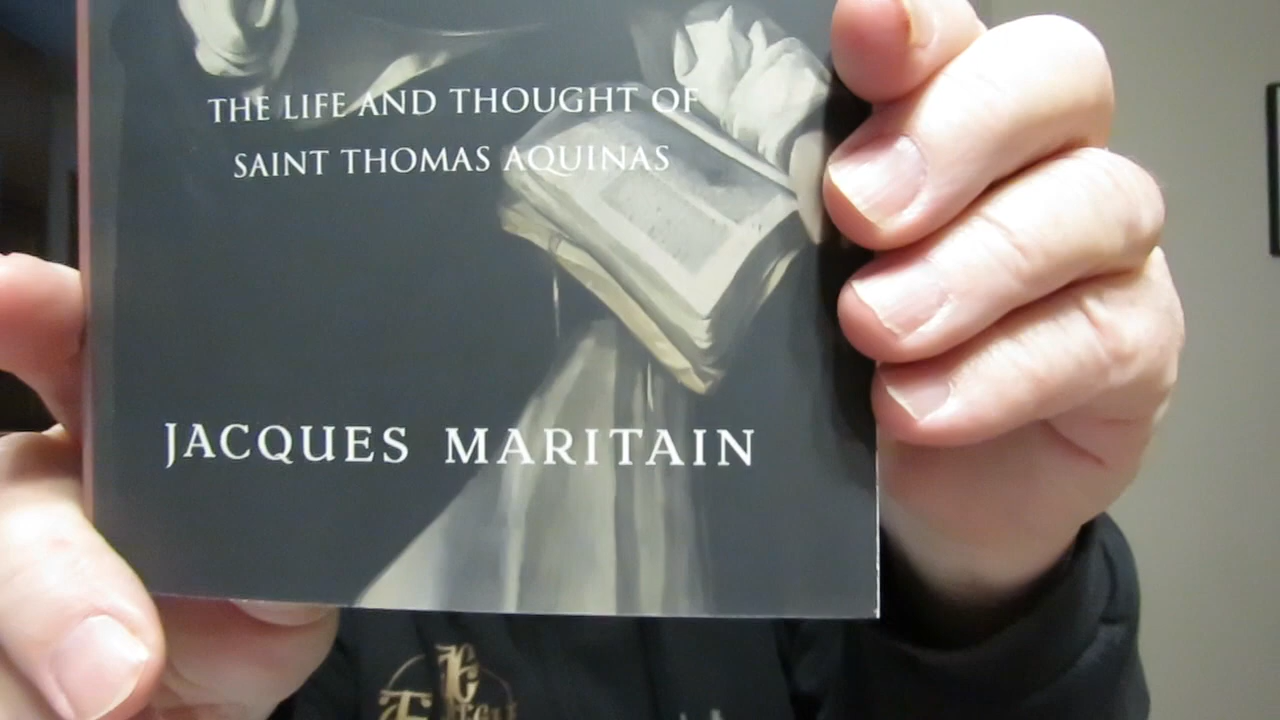 THE LIFE AND THOUGHT OF
SAINT THOMAS AQUINAS
JACQUES MARITAIN